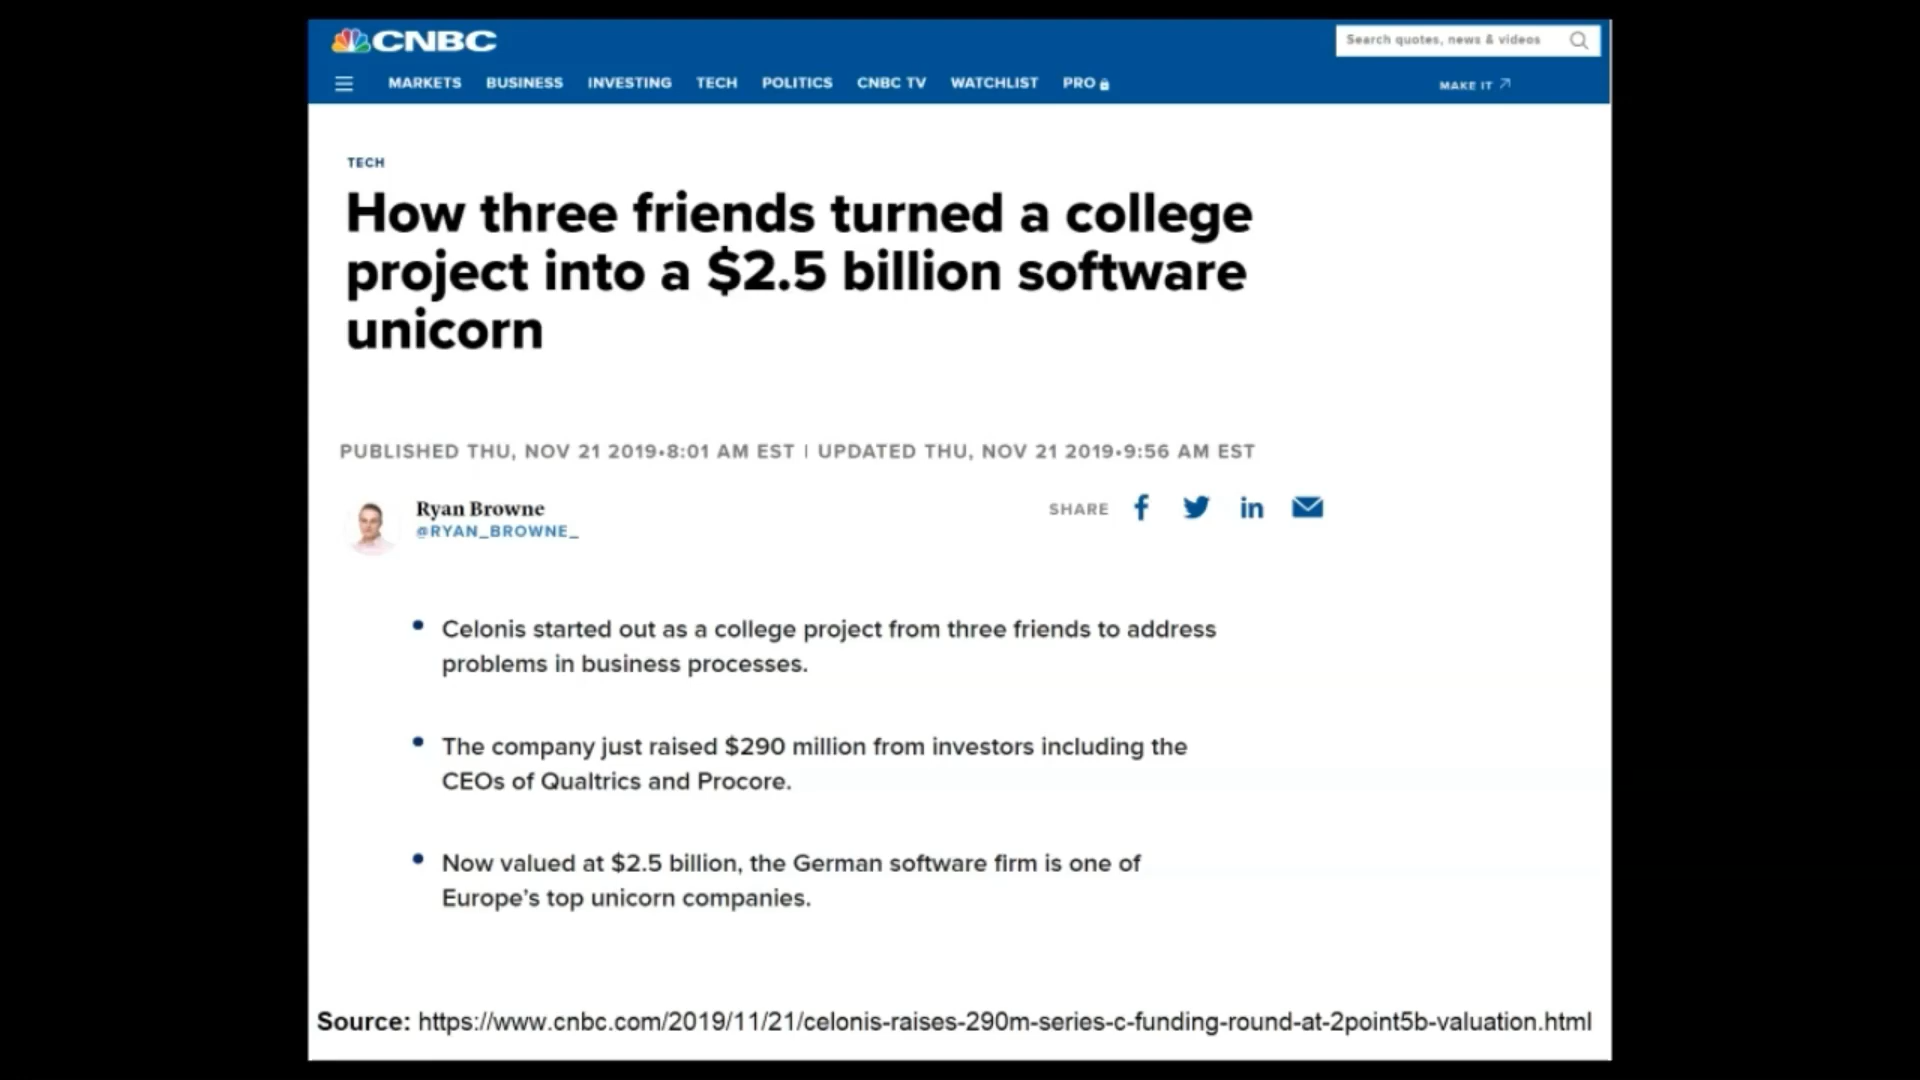 CNBC
Search quotes, news & videos
MARKETS BUSINESS INVESTING TECH POLITICS CNBC TV WATCHLIST PRO MAKE IT
TECH
How three friends turned a college
project into a $2.5 billion software
unicorn
PUBLISHED THU, NOV 21 2019•8:01 AM EST | UPDATED THU, NOV 21 2019•9:56 AM EST
Ryan Browne
@RYAN_BROWNE_
SHARE
• Celonis started out as a college project from three friends to address
problems in business processes.
• The company just raised $290 million from investors including the
CEOs of Qualtrics and Procore.
• Now valued at $2.5 billion, the German software firm is one of
Europe's top unicorn companies.
Source: https://www.cnbc.com/2019/11/21/celonis-raises-290m-series-c-funding-round-at-2point5b-valuation.html